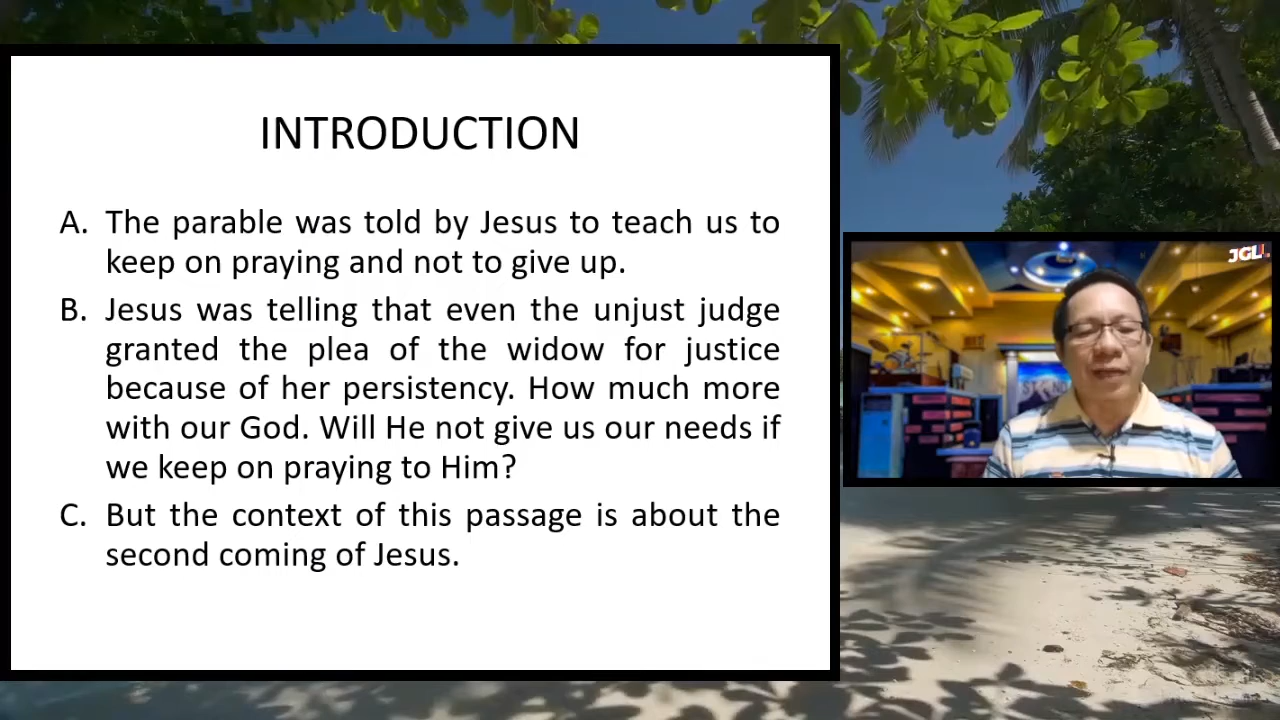 INTRODUCTION
A. The parable was told by Jesus to teach us to
keep on praying and not to give up.
B. Jesus was telling that even the unjust judge
granted the plea of the widow for justice
because of her persistency. How much more
with our God. Will He not give us our needs if
we keep on praying to Him?
C. But the context of this passage is about the
second coming of Jesus.